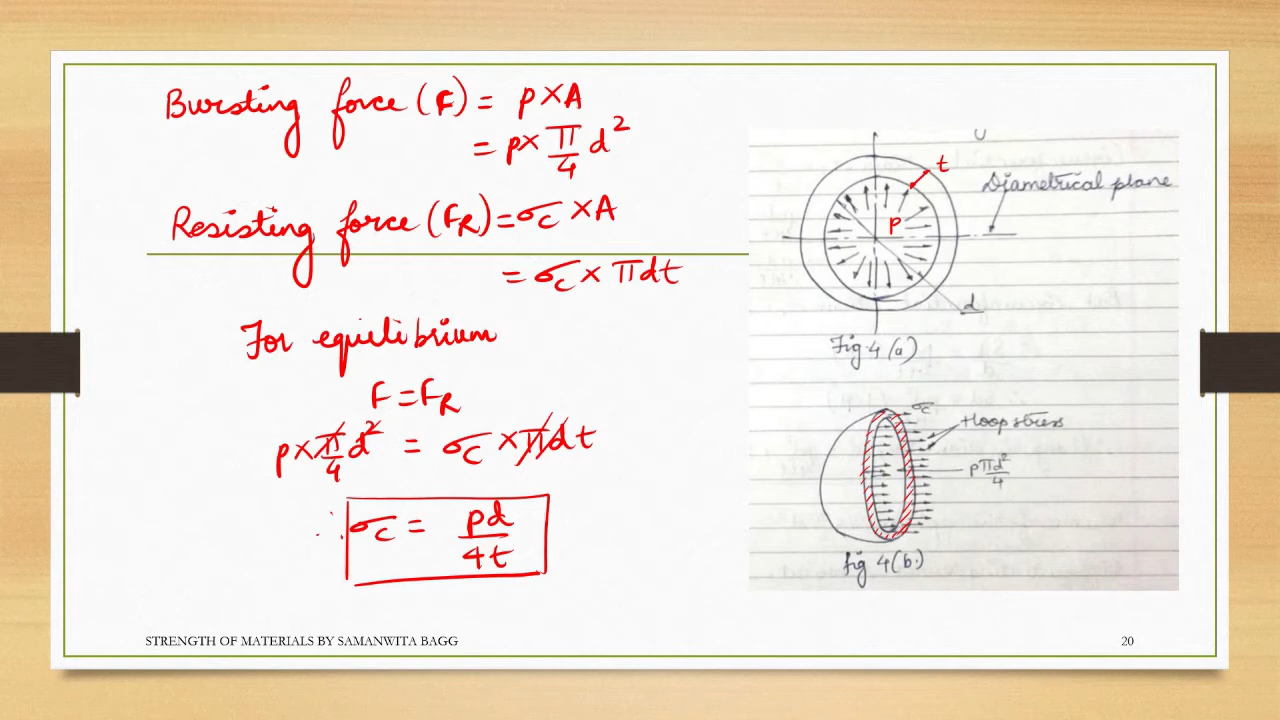 Bursting force (F) = p×A
= p× π/4 d²
Resisting force (FR) = σc ×A
= σc × πdt
For equilibrium
F = FR
p× π/4 d² = σc × πdt
∴ σc = pd/4t
t
Diametrical plane
p
d
Fig. 4 (a)
σc
Hoop stress
pπd²/4
fig 4(b)
STRENGTH OF MATERIALS BY SAMANWITA BAGG
20